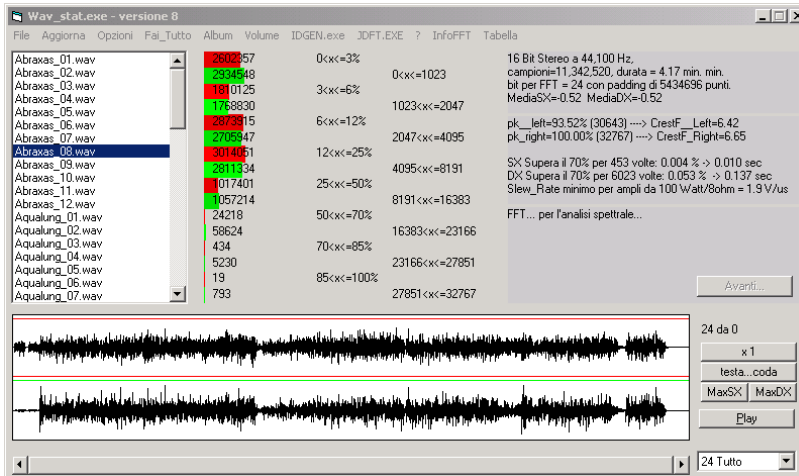 Wav_stat.exe - versione 8
File Aggiorna Opzioni Fai_Tutto Album Volume IDGEN.exe JDFT.EXE ? InfoFFT Tabella
Abraxas_01.wav
Abraxas_02.wav
Abraxas_03.wav
Abraxas_04.wav
Abraxas_05.wav
Abraxas_06.wav
Abraxas_07.wav
Abraxas_08.wav
Abraxas_09.wav
Abraxas_10.wav
Abraxas_11.wav
Abraxas_12.wav
Aqualung_01.wav
Aqualung_02.wav
Aqualung_03.wav
Aqualung_04.wav
Aqualung_05.wav
Aqualung_06.wav
Aqualung_07.wav
2602357 0<x<=3%
2934548 0<x<=1023
1810125 3<x<=6%
1768830 1023<x<=2047
2873915 6<x<=12%
2705947 2047<x<=4095
3014051 12<x<=25%
2811334 4095<x<=8191
1017401 25<x<=50%
1057214 8191<x<=16383
24218 50<x<=70%
58624 16383<x<=23166
434 70<x<=85%
5230 23166<x<=27851
19 85<x<=100%
793 27851<x<=32767
16 Bit Stereo a 44,100 Hz,
campioni=11,342,520, durata = 4.17 min. min.
bit per FFT = 24 con padding di 5434696 punti.
MediaSX=-0.52 MediaDX=-0.52
pk__left=93.52% (30643) ----> CrestF__Left=6.42
pk_right=100.00% (32767) ----> CrestF_Right=6.65
SX Supera il 70% per 453 volte: 0.004 % -> 0.010 sec
DX Supera il 70% per 6023 volte: 0.053 % -> 0.137 sec
Slew_Rate minimo per ampli da 100 Watt/8ohm = 1.9 V/us
FFT... per l'analisi spettrale...
Avanti...
24 da 0
x 1
testa...coda
MaxSX MaxDX
Play
24 Tutto